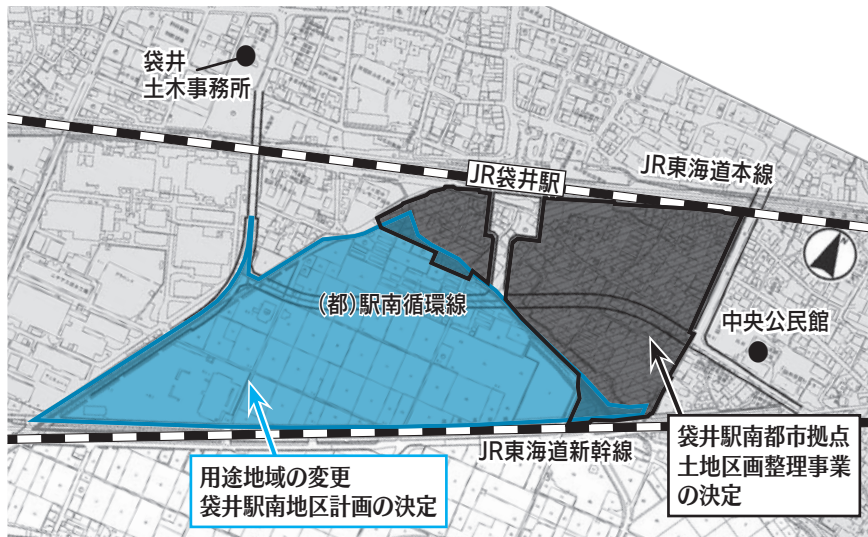 袋井
土木事務所
JR袋井駅
JR東海道本線
N
(都)駅南循環線
中央公民館
JR東海道新幹線
用途地域の変更
袋井駅南地区計画の決定
袋井駅南都市拠点
土地区画整理事業
の決定